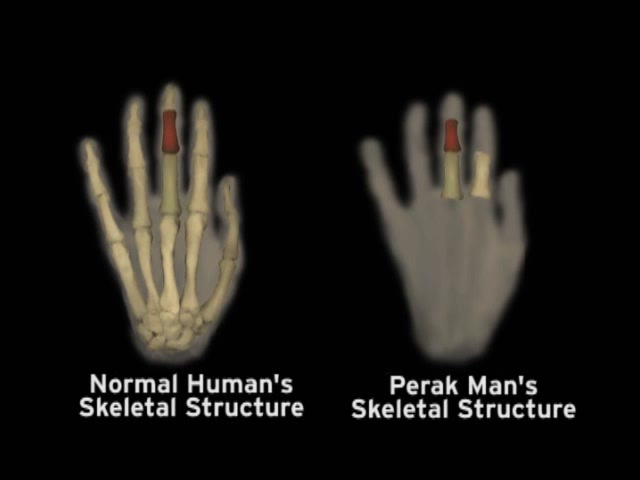 Normal Human's
Skeletal Structure
Perak Man's
Skeletal Structure